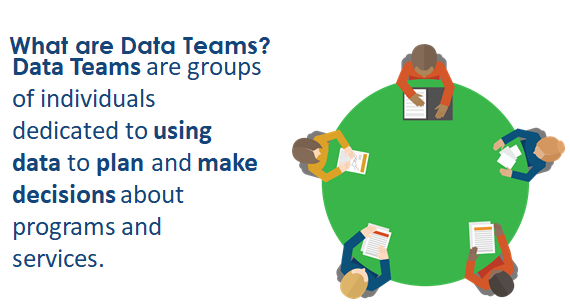 What are Data Teams?
Data Teams are groups
of individuals
dedicated to using
data to plan and make
decisions about
programs and
services.